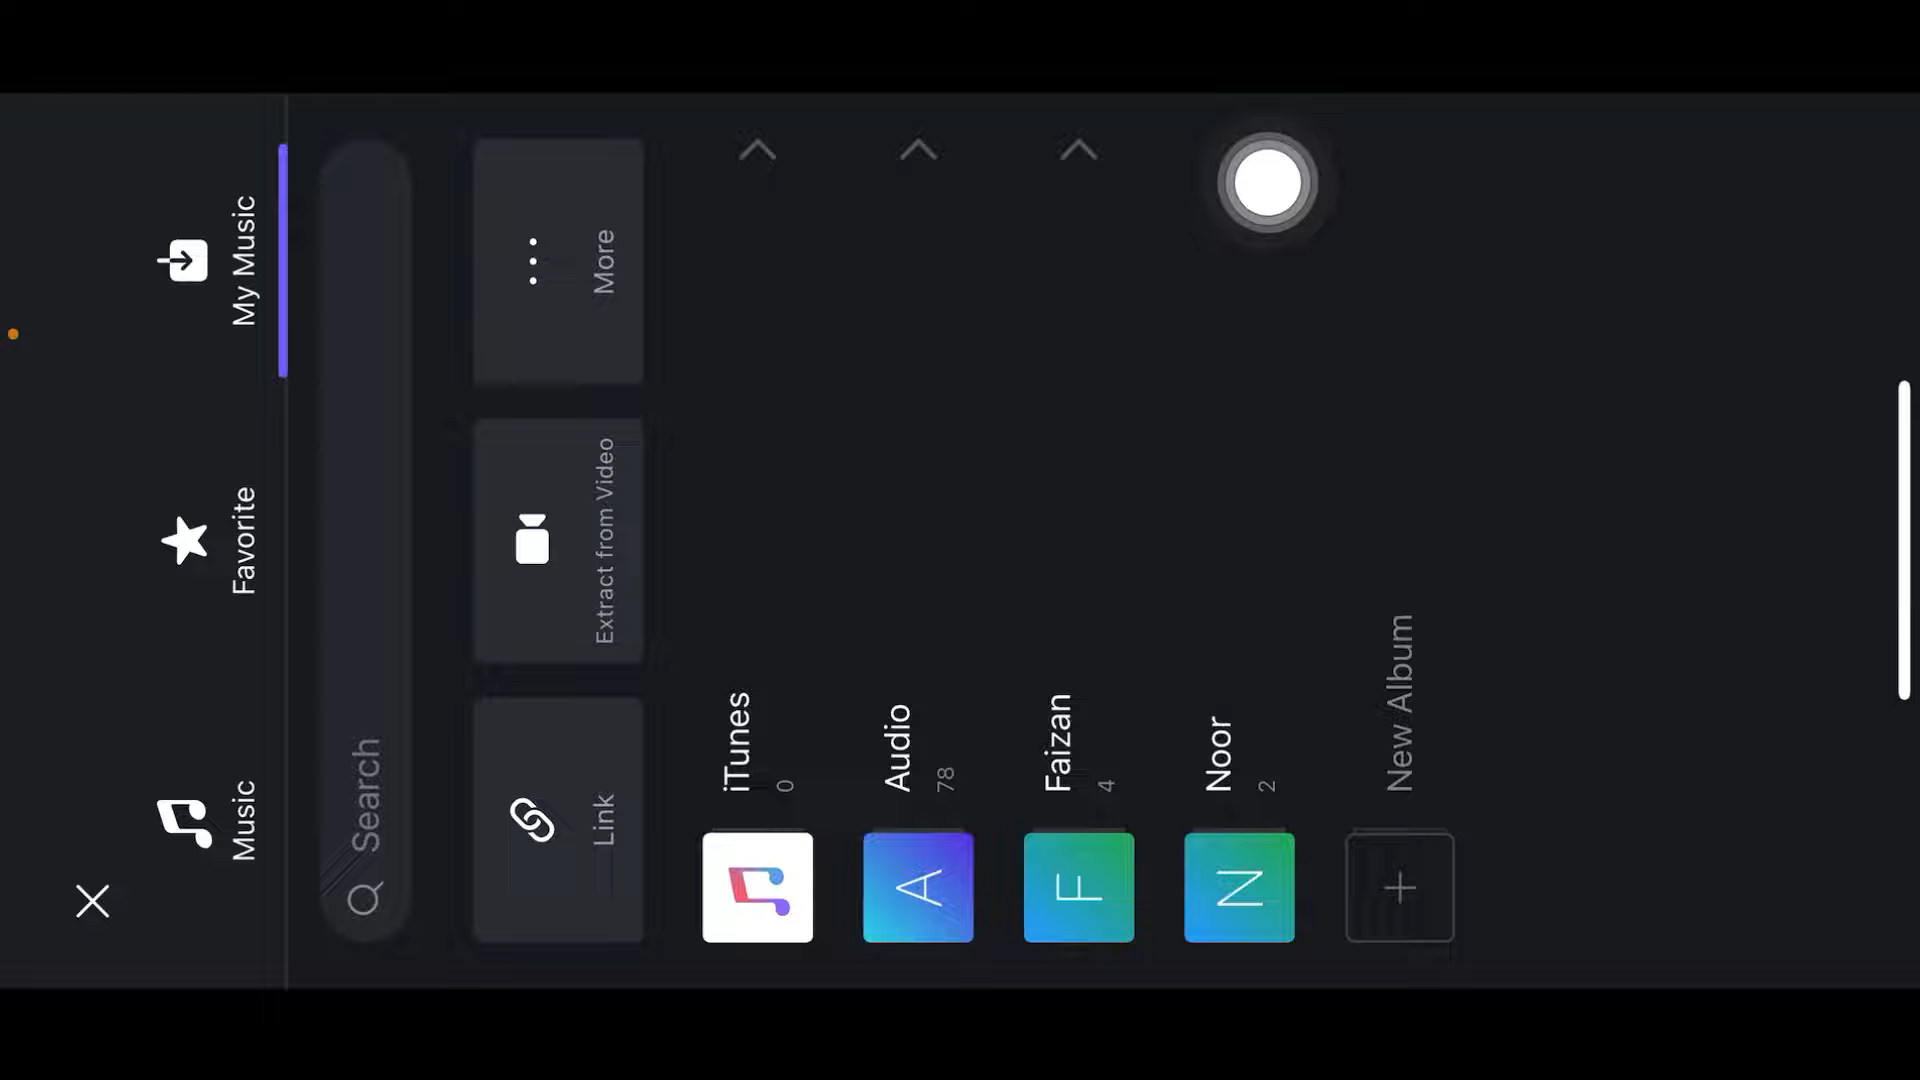 Music
Favorite
My Music
Search
Link
Extract from Video
More
iTunes
0
A
Audio
78
F
Faizan
4
N
Noor
2
New Album